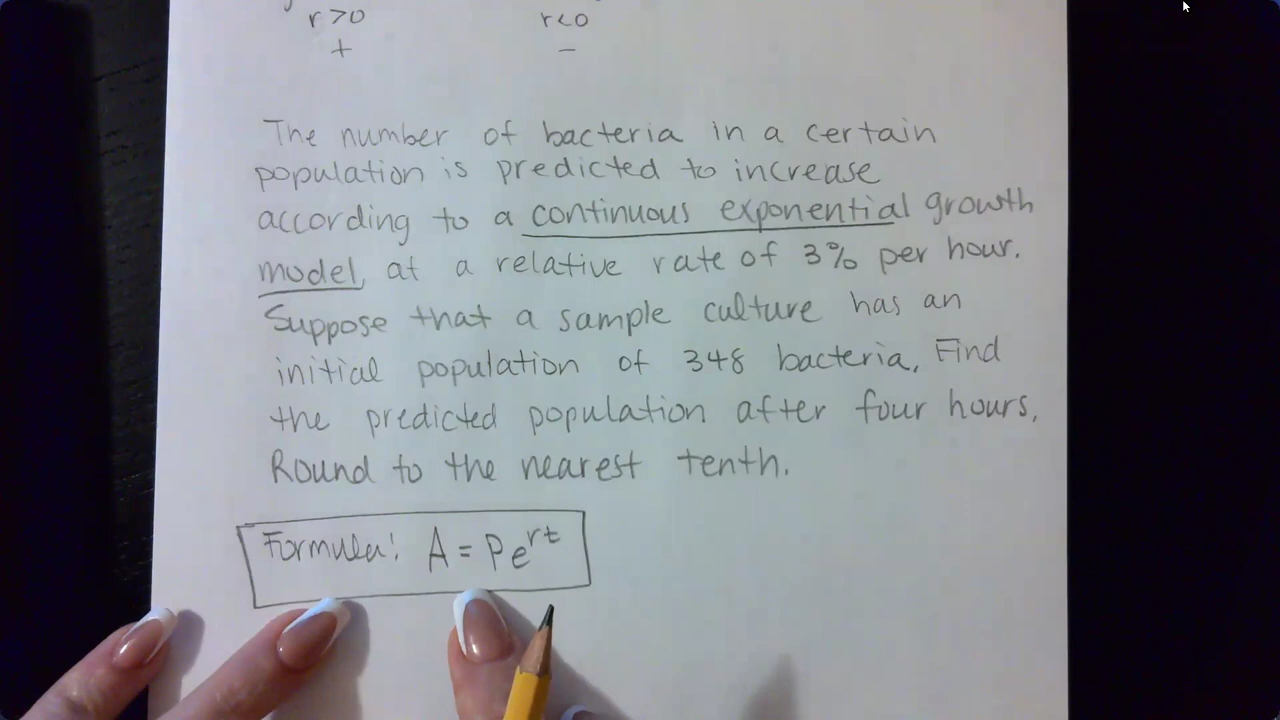 r>0 r<0
+ −
The number of bacteria in a certain
population is predicted to increase
according to a continuous exponential growth
model, at a relative rate of 3% per hour.
Suppose that a sample culture has an
initial population of 348 bacteria. Find
the predicted population after four hours.
Round to the nearest tenth.
Formula: A = Pe^rt